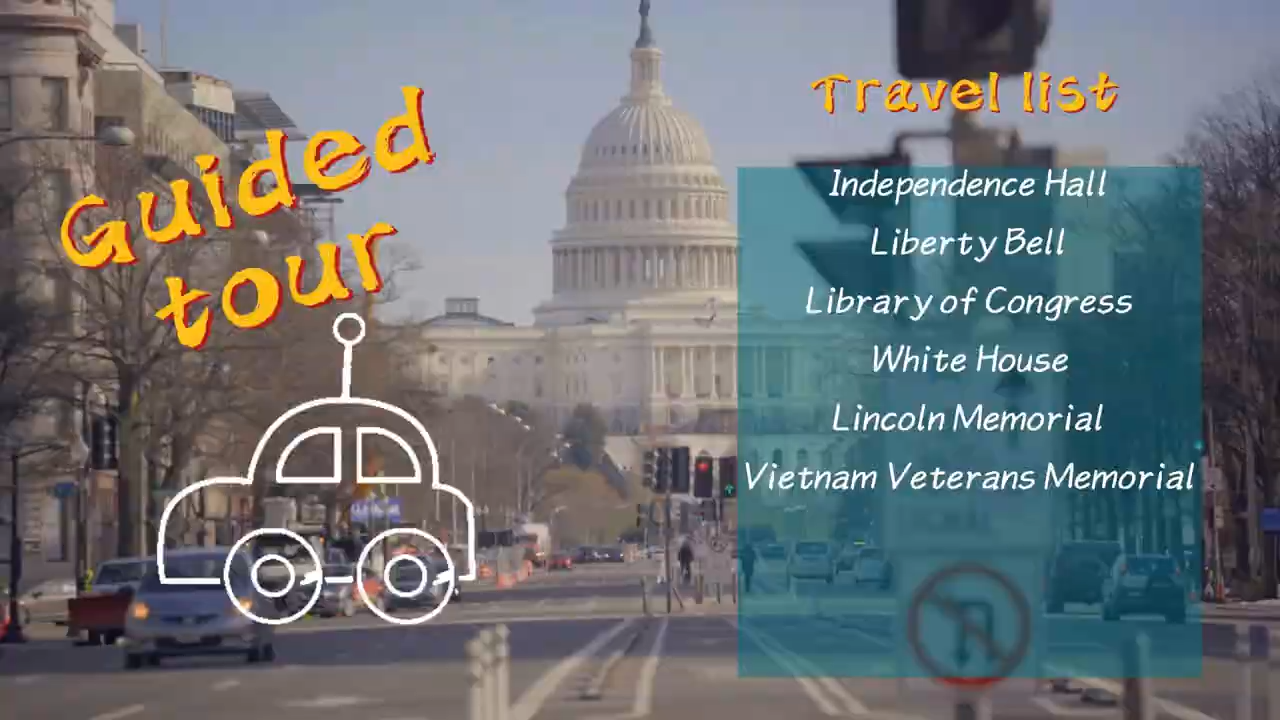 Guided
tour
Travel list
Independence Hall
Liberty Bell
Library of Congress
White House
Lincoln Memorial
Vietnam Veterans Memorial